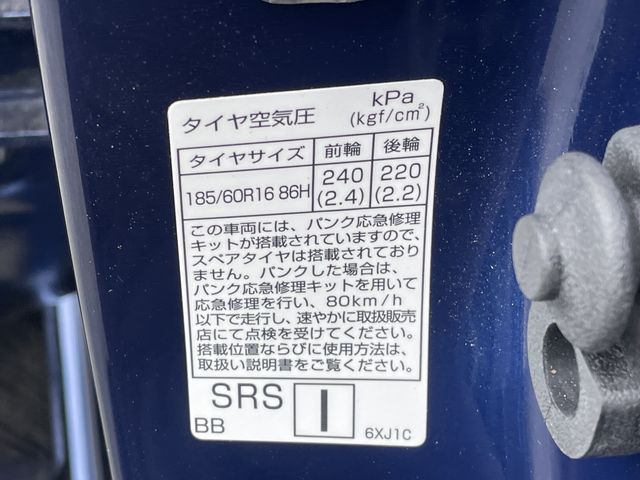 タイヤ空気圧 kPa (kgf/cm²)
タイヤサイズ 前輪 後輪
185/60R16 86H 240 (2.4) 220 (2.2)
この車両には、パンク応急修理
キットが搭載されていますので、
スペアタイヤは搭載されており
ません。パンクした場合は、
パンク応急修理キットを用いて
応急修理を行い、80km/h
以下で走行し、速やかに取扱販売
店にて点検を受けてください。
搭載位置ならびに使用方法は、
取扱い説明書をご覧ください。
SRS I
BB 6XJ1C